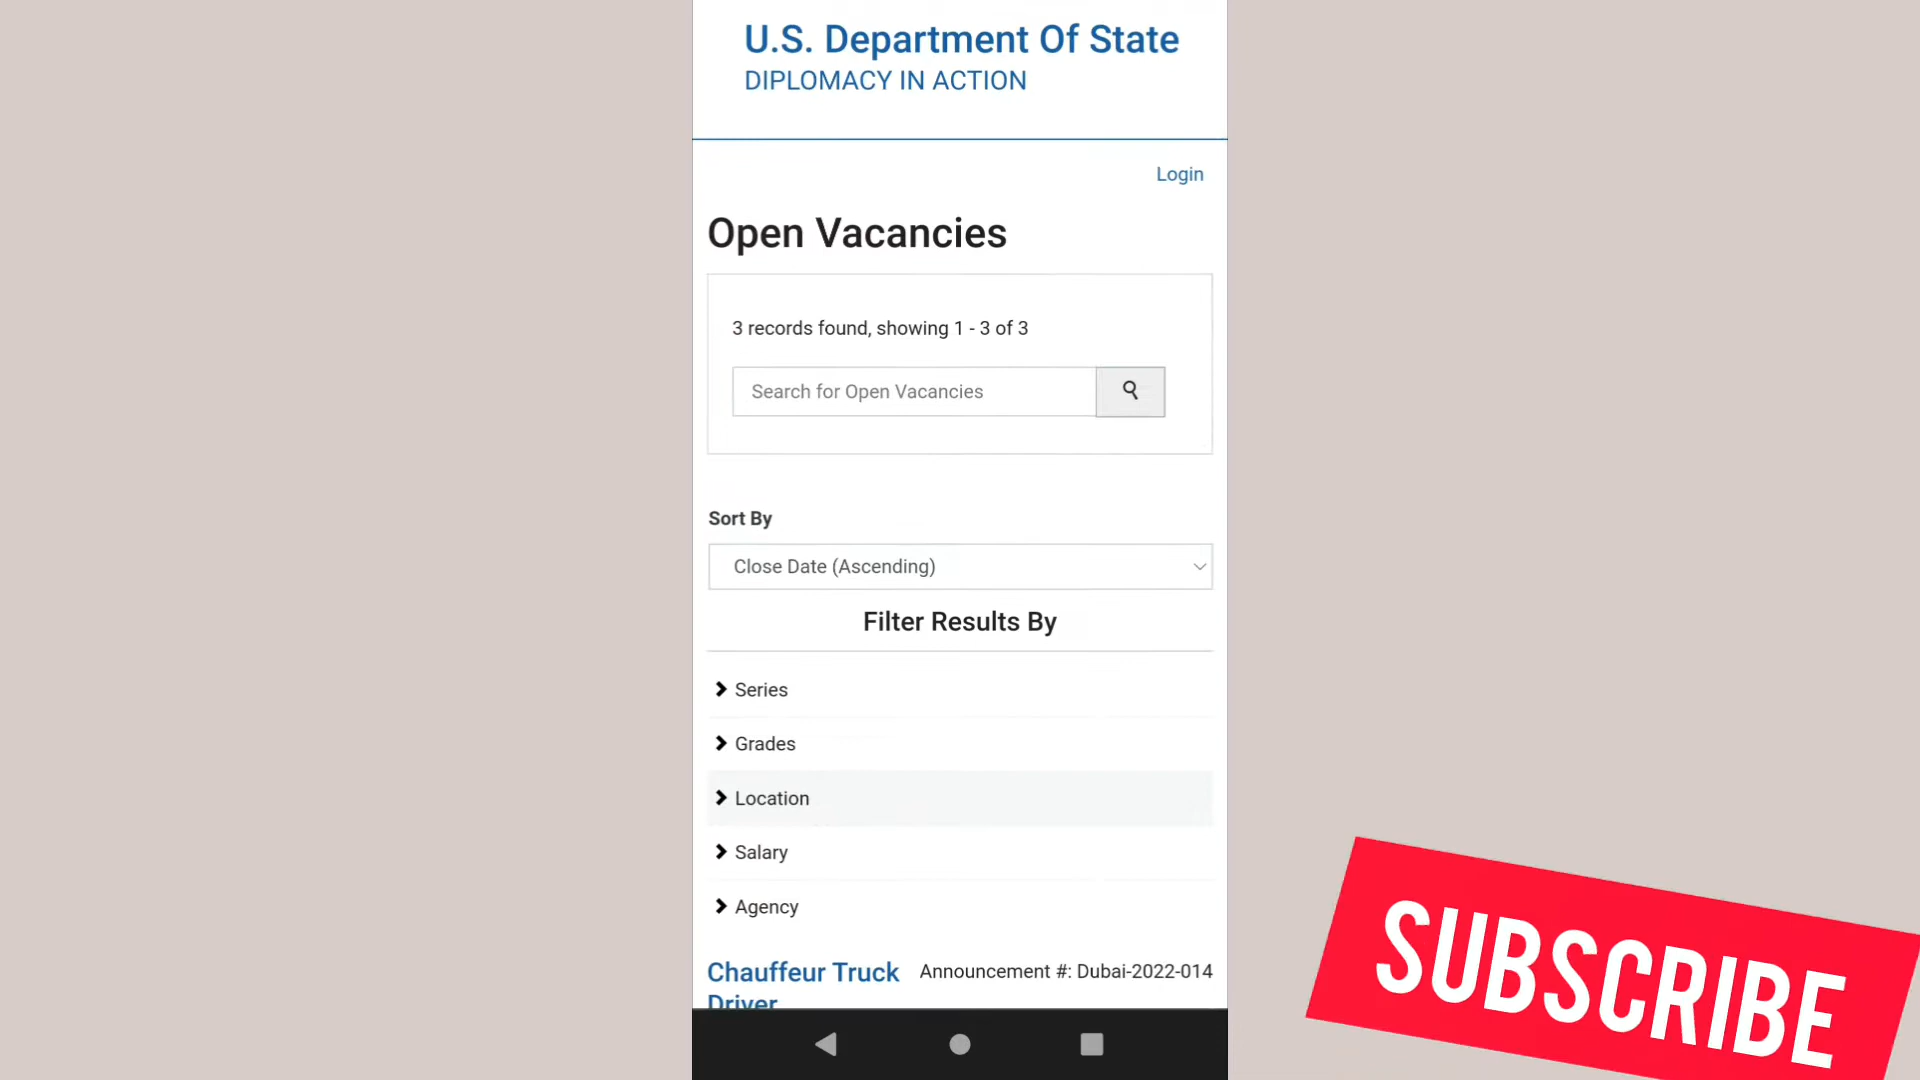 U.S. Department Of State
DIPLOMACY IN ACTION
Login
Open Vacancies
3 records found, showing 1 - 3 of 3
Search for Open Vacancies
Sort By
Close Date (Ascending)
Filter Results By
Series
Grades
Location
Salary
Agency
Chauffeur Truck Announcement #: Dubai-2022-014
Driver
SUBSCRIBE